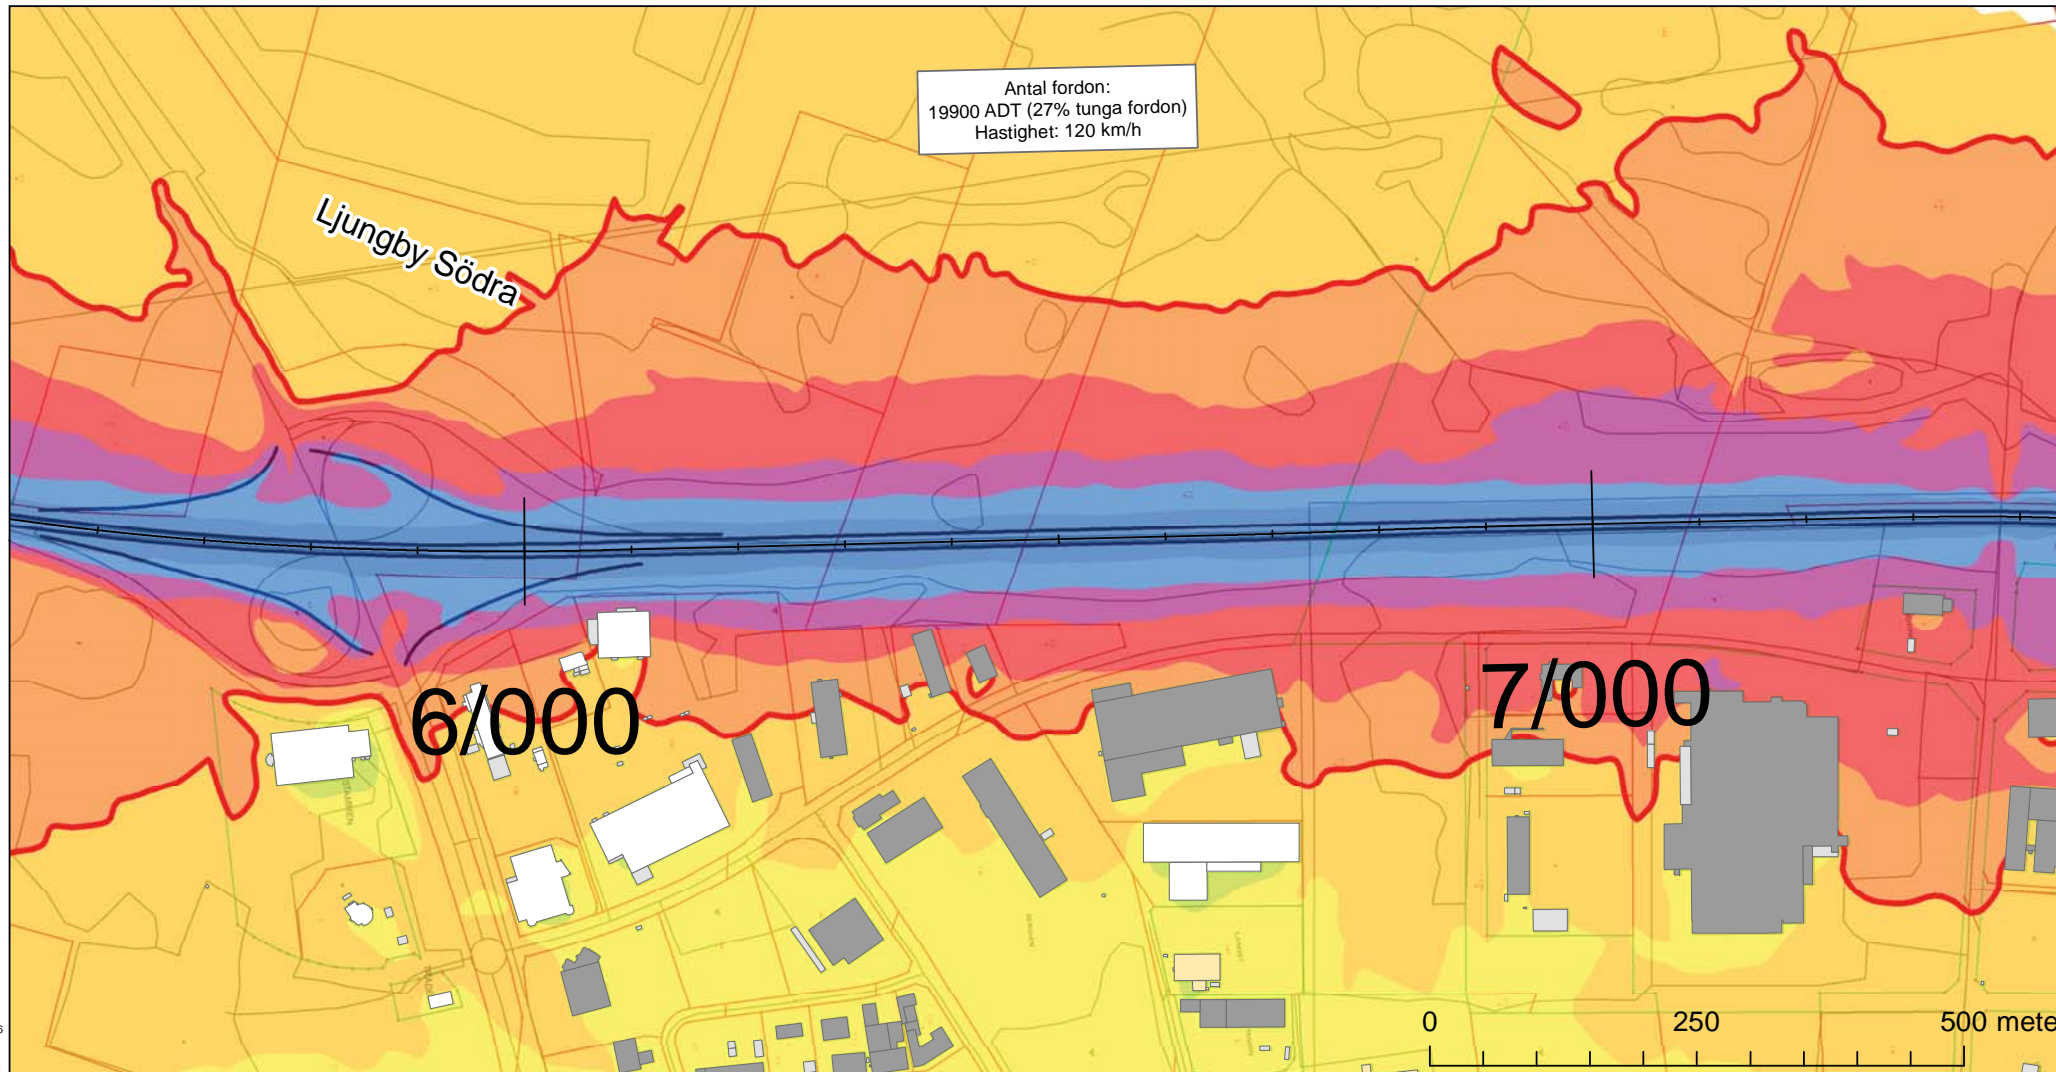 Antal fordon:
19900 ADT (27% tunga fordon)
Hastighet: 120 km/h
Ljungby Södra
6/000
7/000
0 250 500 mete